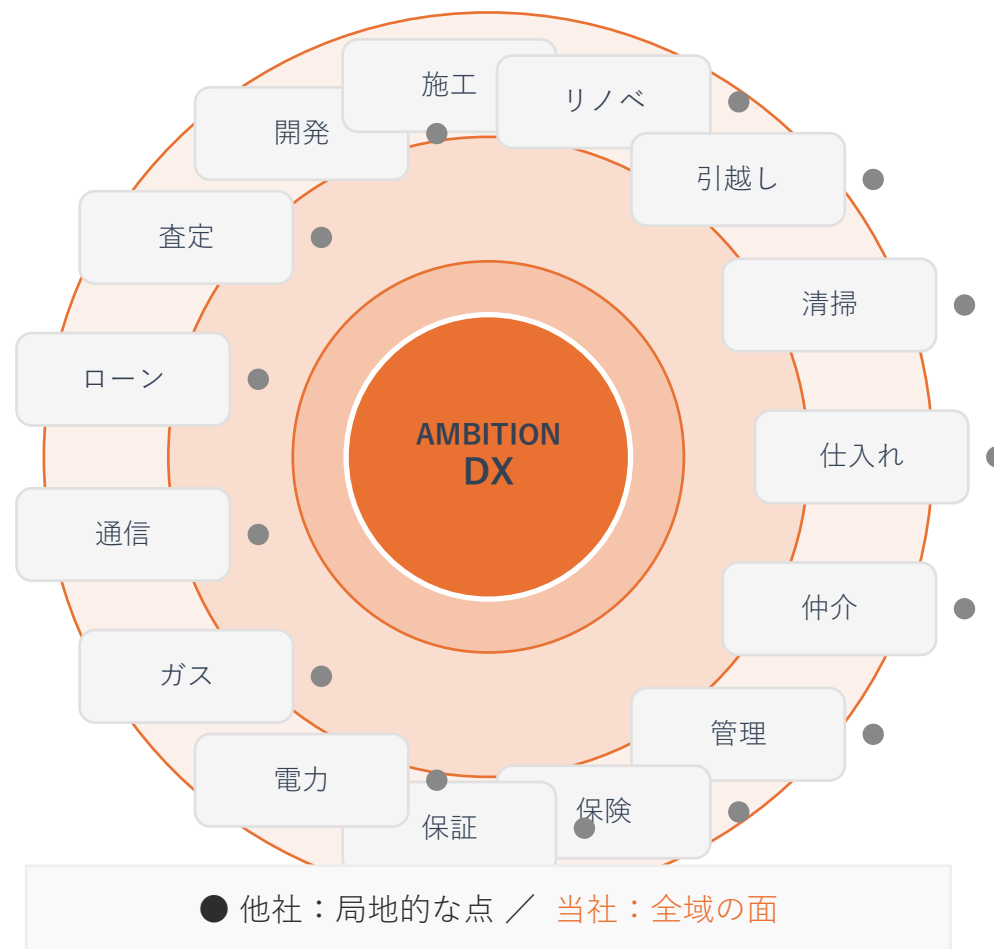 施工
リノベ
開発
引越し
査定
清掃
ローン
AMBITION
DX
仕入れ
通信
仲介
ガス
管理
電力
保険
保証
● 他社：局地的な点 ／ 当社：全域の面